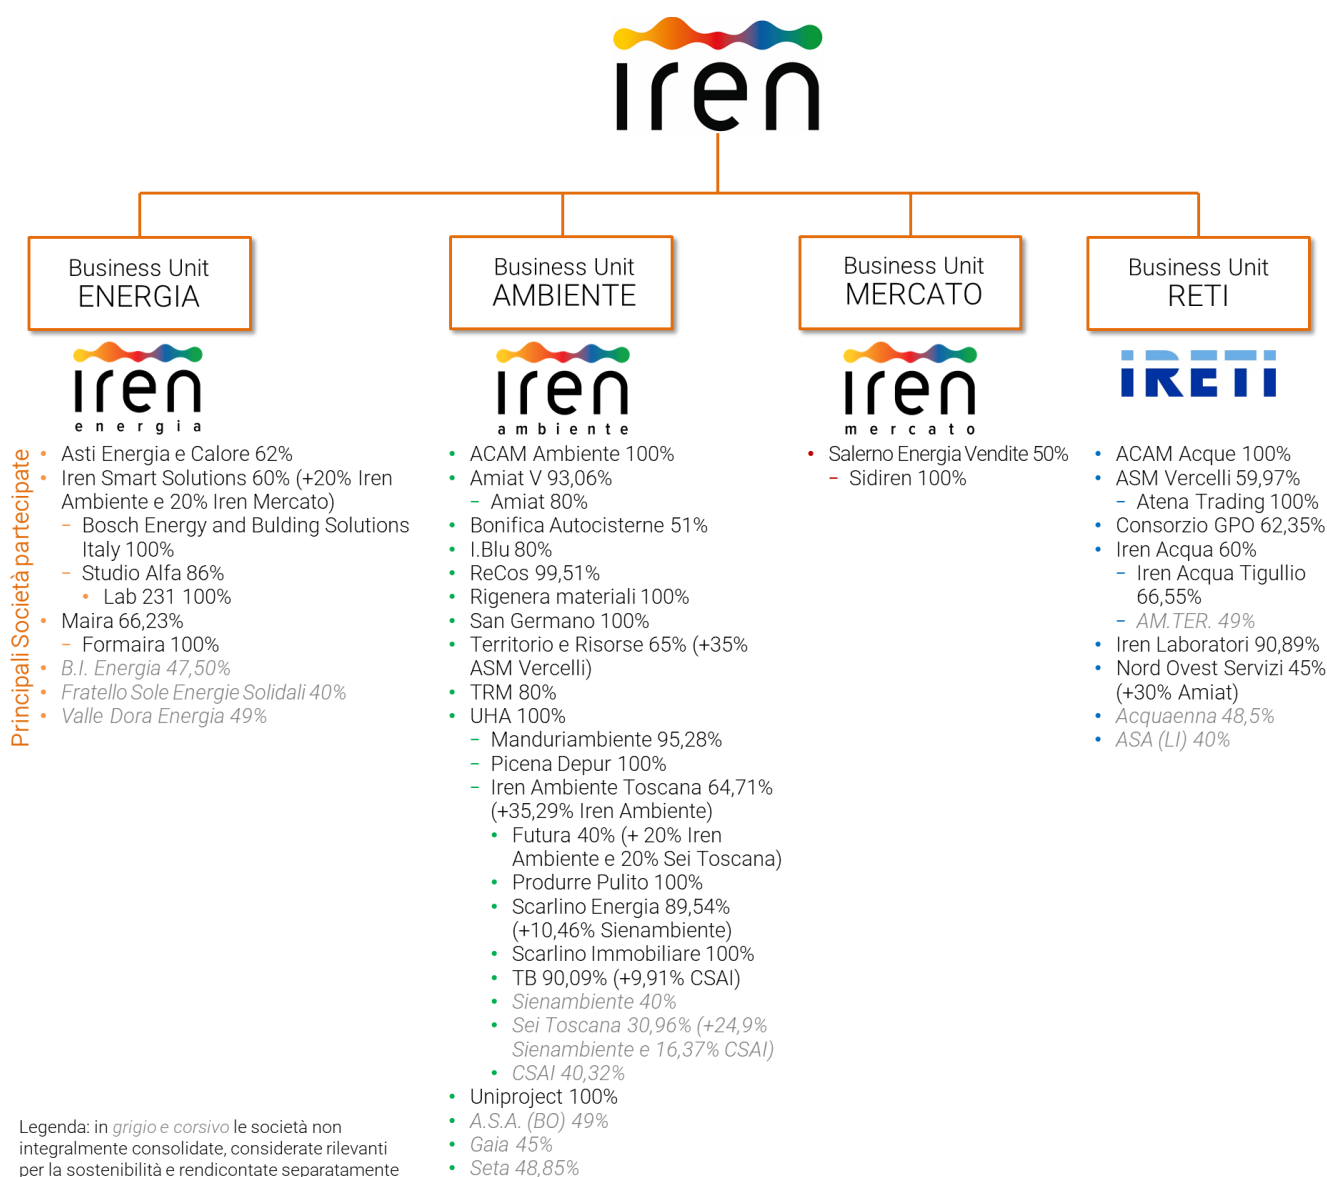 iren
Business Unit
ENERGIA
Business Unit
AMBIENTE
Business Unit
MERCATO
Business Unit
RETI
iren
energia
iren
ambiente
iren
mercato
IRETI
Principali Società partecipate
• Asti Energia e Calore 62%
• Iren Smart Solutions 60% (+20% Iren
Ambiente e 20% Iren Mercato)
– Bosch Energy and Bulding Solutions
Italy 100%
– Studio Alfa 86%
• Lab 231 100%
• Maira 66,23%
– Formaira 100%
• B.I. Energia 47,50%
• Fratello Sole Energie Solidali 40%
• Valle Dora Energia 49%
• ACAM Ambiente 100%
• Amiat V 93,06%
– Amiat 80%
• Bonifica Autocisterne 51%
• I.Blu 80%
• ReCos 99,51%
• Rigenera materiali 100%
• San Germano 100%
• Territorio e Risorse 65% (+35%
ASM Vercelli)
• TRM 80%
• UHA 100%
– Manduriambiente 95,28%
– Picena Depur 100%
– Iren Ambiente Toscana 64,71%
(+35,29% Iren Ambiente)
• Futura 40% (+ 20% Iren
Ambiente e 20% Sei Toscana)
• Produrre Pulito 100%
• Scarlino Energia 89,54%
(+10,46% Sienambiente)
• Scarlino Immobiliare 100%
• TB 90,09% (+9,91% CSAI)
• Sienambiente 40%
• Sei Toscana 30,96% (+24,9%
Sienambiente e 16,37% CSAI)
• CSAI 40,32%
• Uniproject 100%
• A.S.A. (BO) 49%
• Gaia 45%
• Seta 48,85%
• Salerno Energia Vendite 50%
– Sidiren 100%
• ACAM Acque 100%
• ASM Vercelli 59,97%
– Atena Trading 100%
• Consorzio GPO 62,35%
• Iren Acqua 60%
– Iren Acqua Tigullio
66,55%
– AM.TER. 49%
• Iren Laboratori 90,89%
• Nord Ovest Servizi 45%
(+30% Amiat)
• Acquaenna 48,5%
• ASA (LI) 40%
Legenda: in grigio e corsivo le società non
integralmente consolidate, considerate rilevanti
per la sostenibilità e rendicontate separatamente